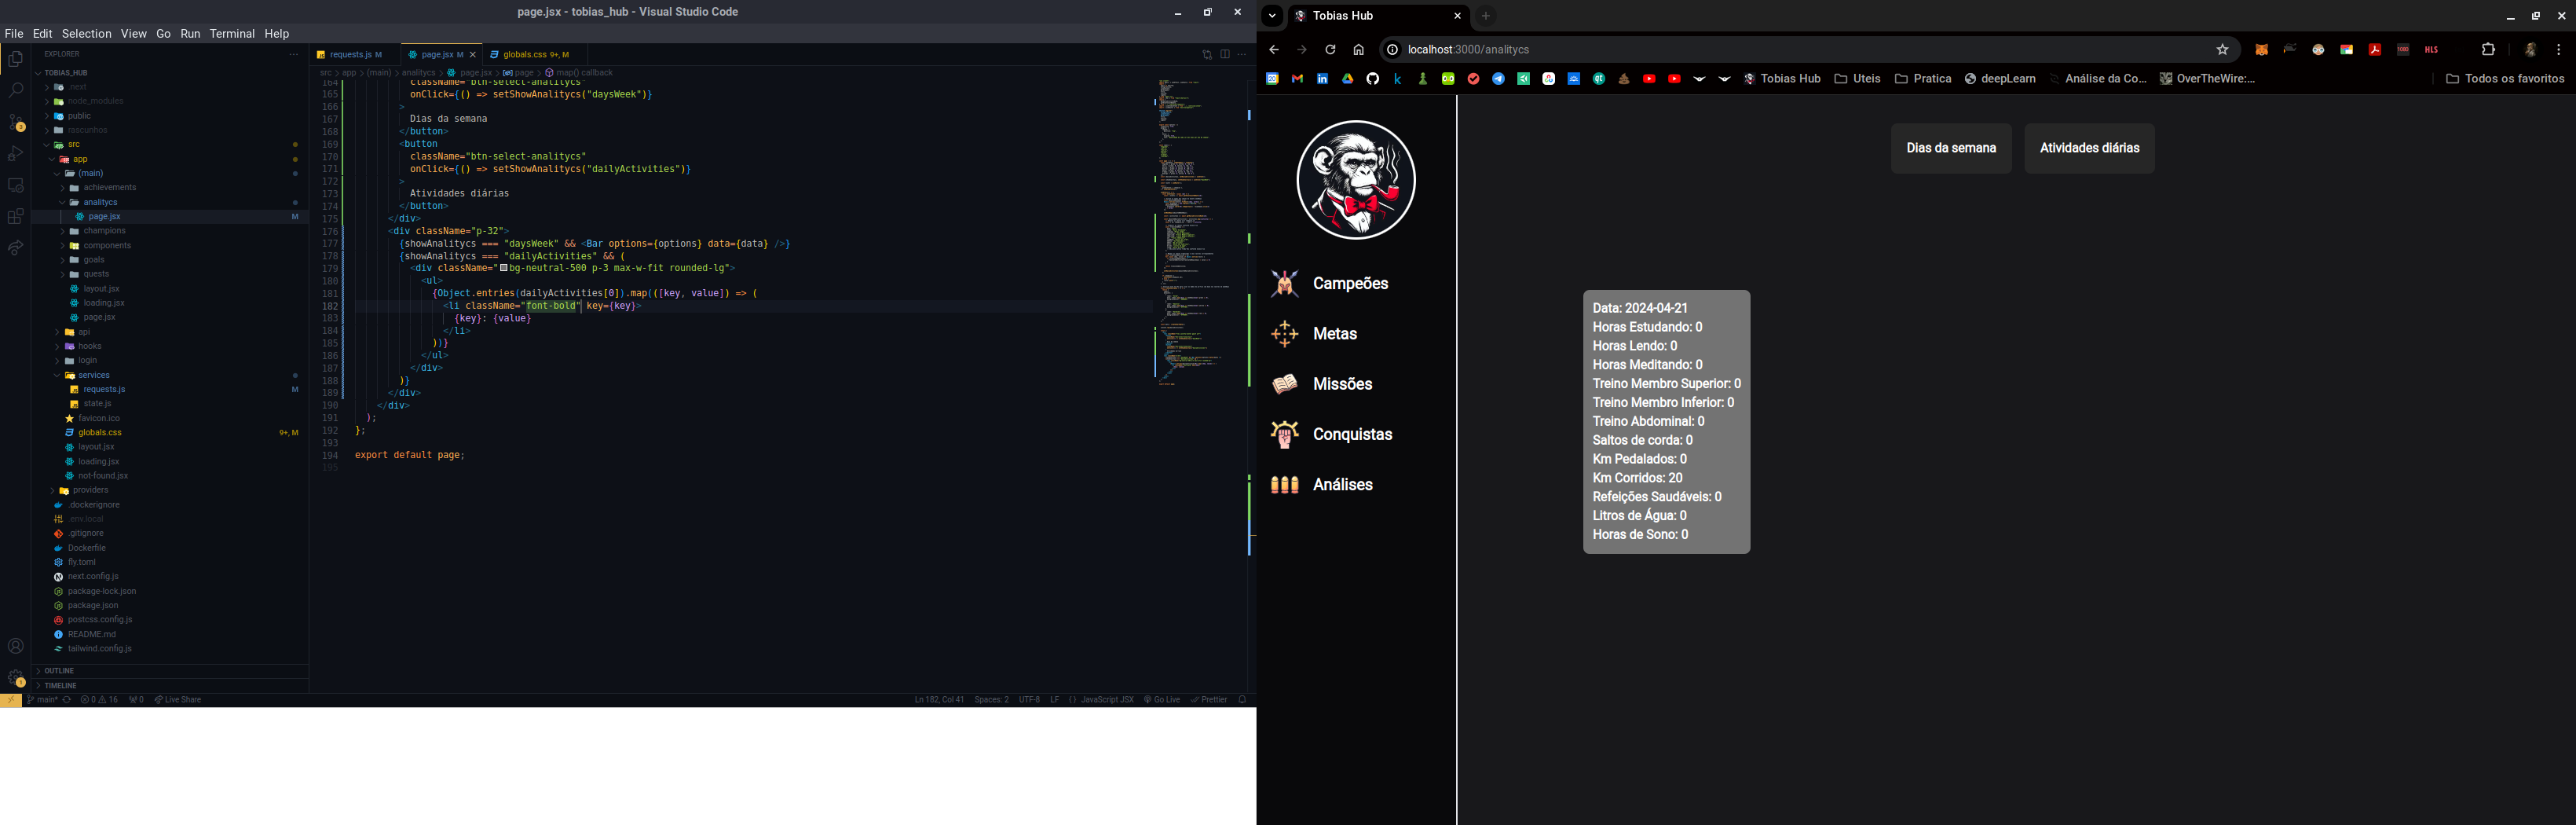 page.jsx - tobias_hub - Visual Studio Code
File Edit Selection View Go Run Terminal Help
EXPLORER
TOBIAS_HUB
.next
node_modules
public
rascunhos
src
app
(main)
achievements
analitycs
page.jsx M
champions
components
goals
quests
layout.jsx
loading.jsx
page.jsx
api
hooks
login
services
requests.js M
state.js
favicon.ico
globals.css 9+, M
layout.jsx
loading.jsx
not-found.jsx
providers
.dockerignore
.env.local
.gitignore
Dockerfile
fly.toml
next.config.js
package-lock.json
package.json
postcss.config.js
README.md
tailwind.config.js
OUTLINE
TIMELINE
requests.js M page.jsx M globals.css 9+, M
src > app > (main) > analitycs > page.jsx > page > map() callback
164 className="btn-select-analitycs"
165 onClick={() => setShowAnalitycs("daysWeek")}
166 >
167 Dias da semana
168 </button>
169 <button
170 className="btn-select-analitycs"
171 onClick={() => setShowAnalitycs("dailyActivities")}
172 >
173 Atividades diárias
174 </button>
175 </div>
176 <div className="p-32">
177 {showAnalitycs === "daysWeek" && <Bar options={options} data={data} />}
178 {showAnalitycs === "dailyActivities" && (
179 <div className="bg-neutral-500 p-3 max-w-fit rounded-lg">
180 <ul>
181 {Object.entries(dailyActivities[0]).map(([key, value]) => (
182 <li className="font-bold" key={key}>
183 {key}: {value}
184 </li>
185 ))}
186 </ul>
187 </div>
188 )}
189 </div>
190 </div>
191 );
192 };
193
194 export default page;
195
main* 0 16 0 Live Share Ln 182, Col 41 Spaces: 2 UTF-8 LF JavaScript JSX Go Live Prettier
Tobias Hub
localhost:3000/analitycs
HLS
Tobias Hub Uteis Pratica deepLearn Análise da Co... OverTheWire:... Todos os favoritos
Campeões
Metas
Missões
Conquistas
Análises
Dias da semana Atividades diárias
Data: 2024-04-21
Horas Estudando: 0
Horas Lendo: 0
Horas Meditando: 0
Treino Membro Superior: 0
Treino Membro Inferior: 0
Treino Abdominal: 0
Saltos de corda: 0
Km Pedalados: 0
Km Corridos: 20
Refeições Saudáveis: 0
Litros de Água: 0
Horas de Sono: 0